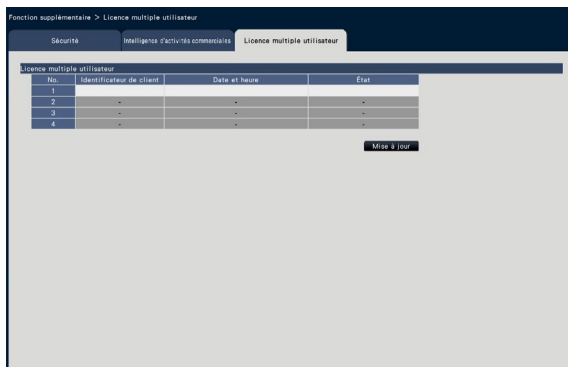 Fonction supplémentaire > Licence multiple utilisateur
Sécurité Intelligence d'activités commerciales Licence multiple utilisateur
Licence multiple utilisateur
No. Identificateur de client Date et heure État
1
2 - - -
3 - - -
4 - - -
Mise à jour